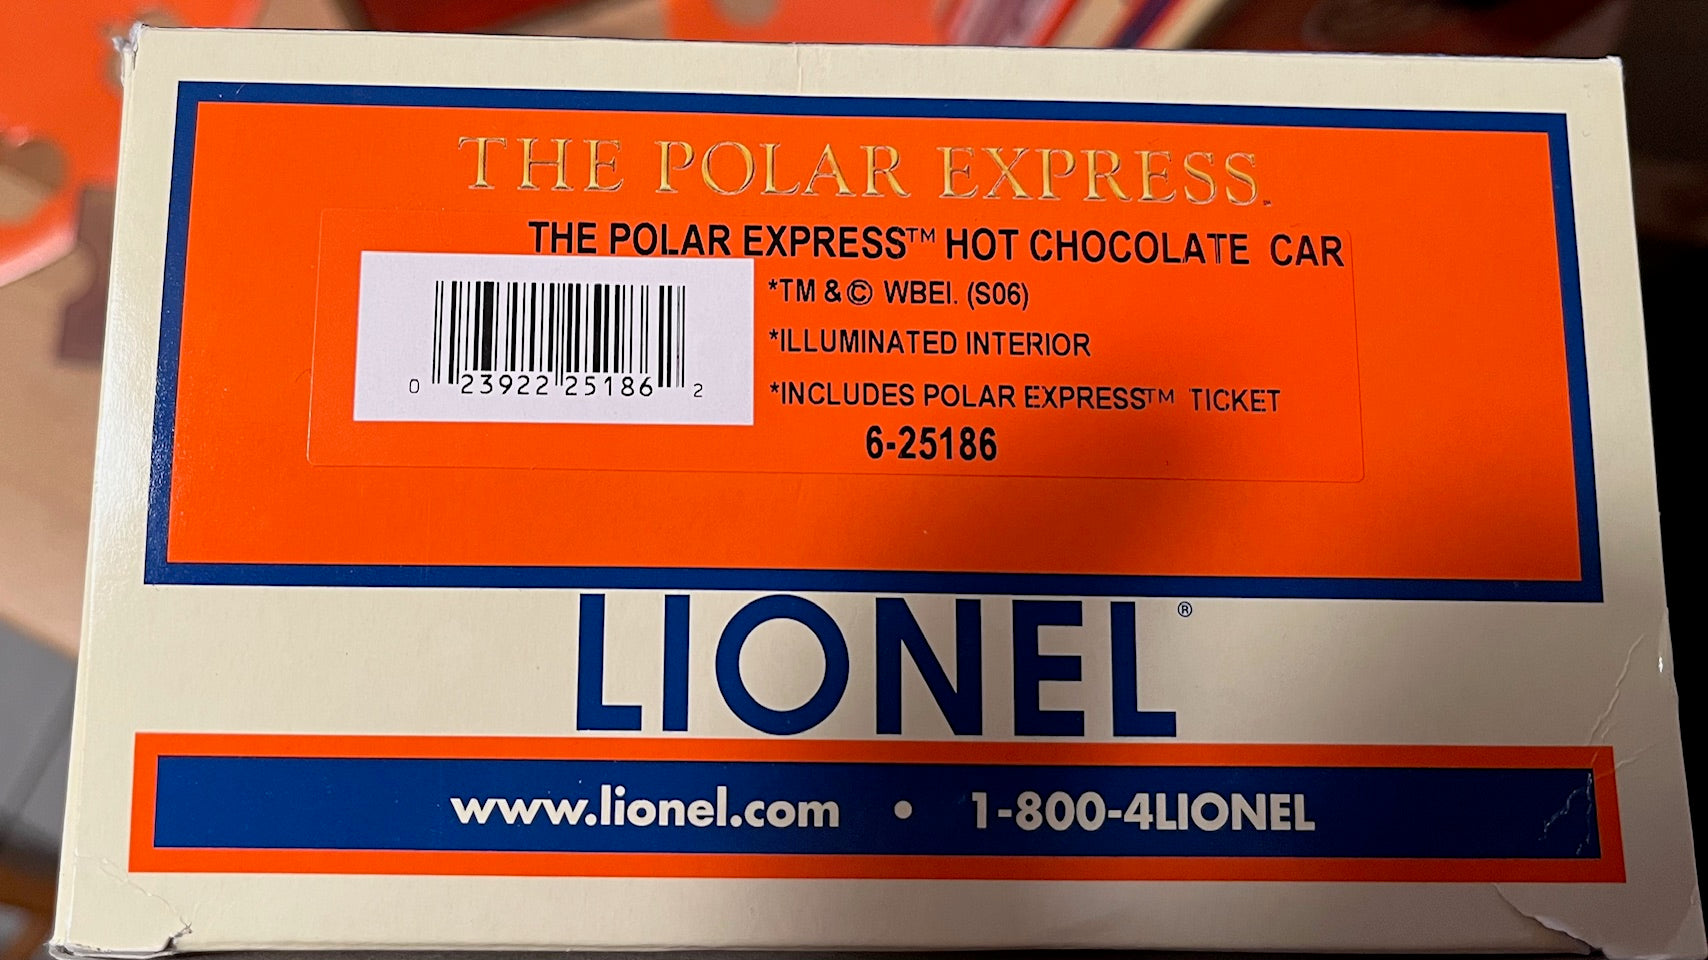 THE POLAR EXPRESS℠
THE POLAR EXPRESS™ HOT CHOCOLATE CAR
*TM & © WBEI. (S06)
*ILLUMINATED INTERIOR
*INCLUDES POLAR EXPRESS™ TICKET
6-25186
0 23922 25186 2
LIONEL®
www.lionel.com • 1-800-4LIONEL